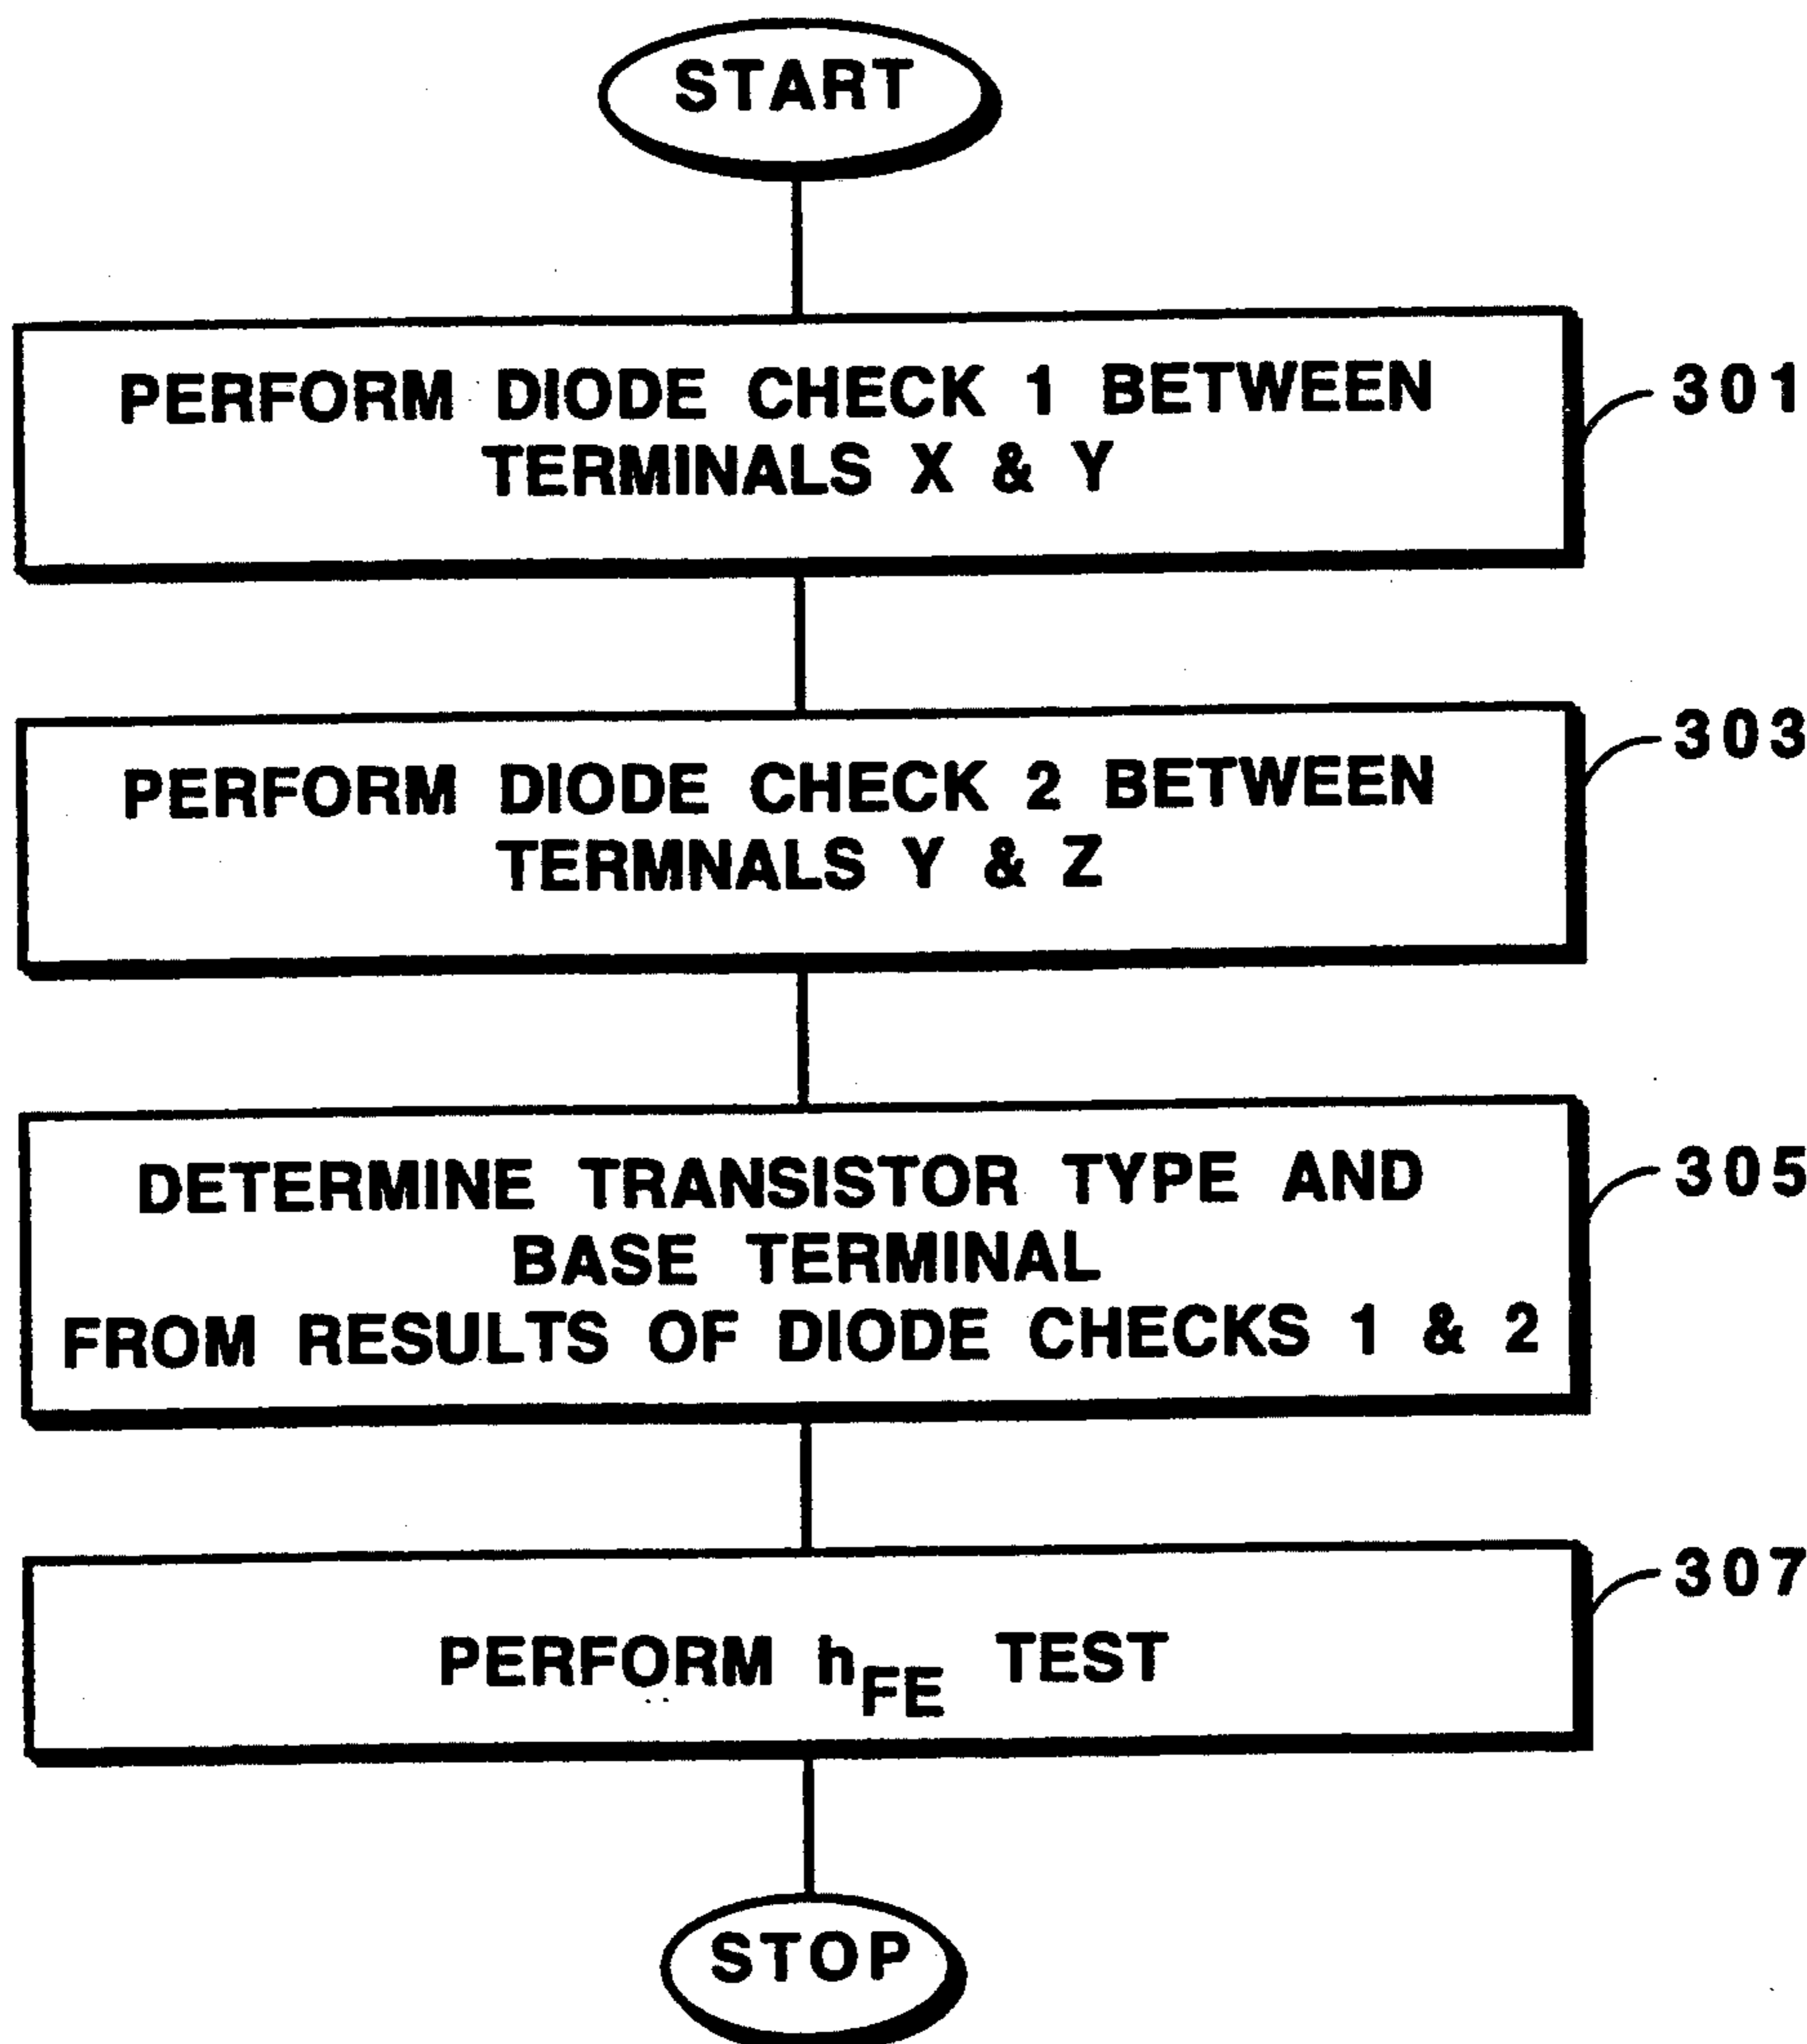 START
PERFORM DIODE CHECK 1 BETWEEN
TERMINALS X & Y
301
PERFORM DIODE CHECK 2 BETWEEN
TERMNALS Y & Z
303
DETERMINE TRANSISTOR TYPE AND
BASE TERMINAL
FROM RESULTS OF DIODE CHECKS 1 & 2
305
PERFORM hFE TEST
307
STOP